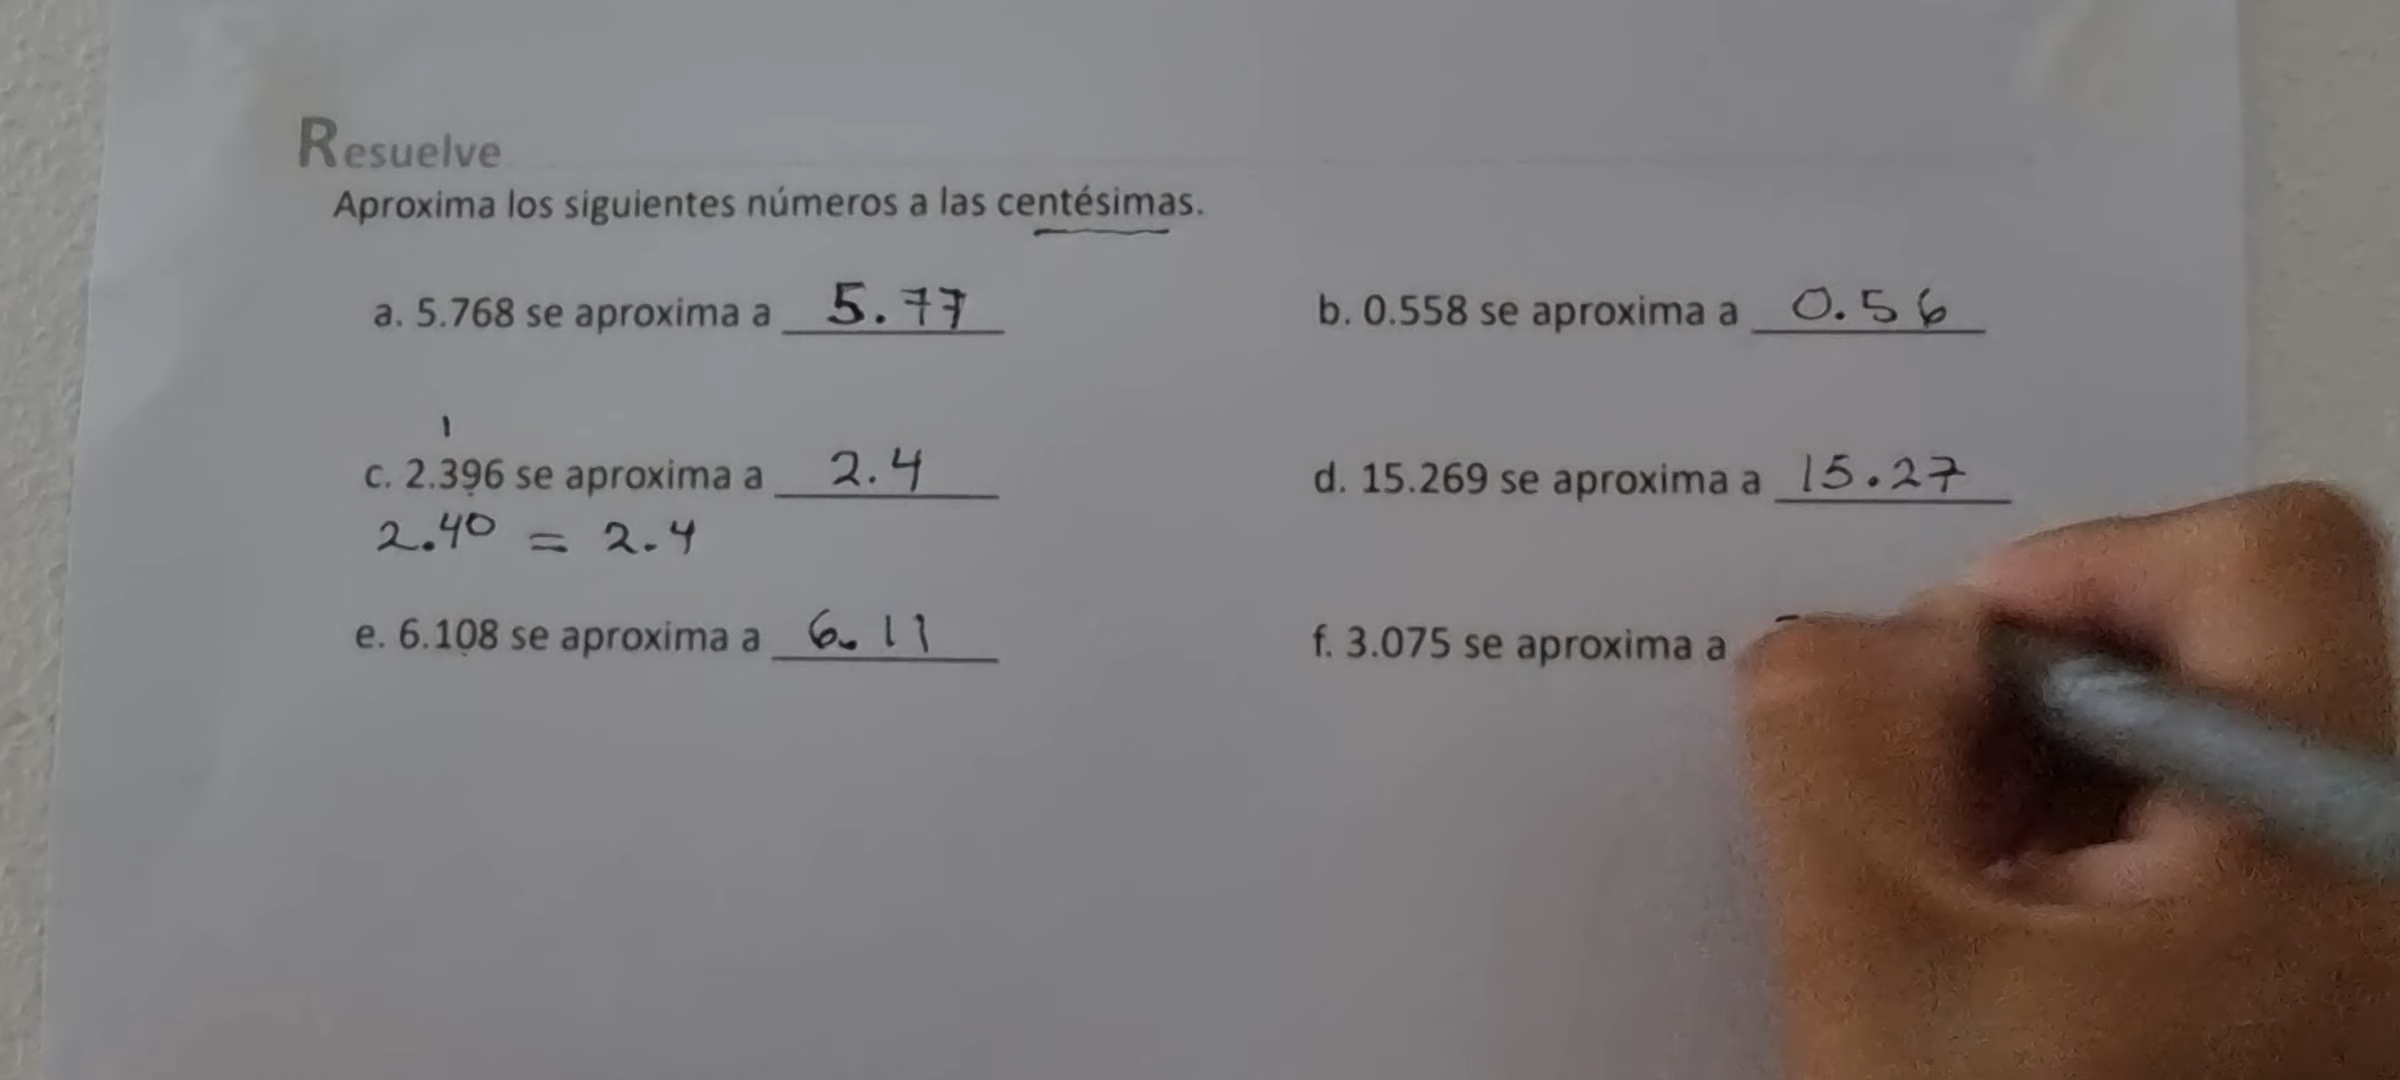 Resuelve
Aproxima los siguientes números a las centésimas.
a. 5.768 se aproxima a 5.77
b. 0.558 se aproxima a 0.56
1
c. 2.396 se aproxima a 2.4
d. 15.269 se aproxima a 15.27
2.40 = 2.4
e. 6.108 se aproxima a 6.11
f. 3.075 se aproxima a